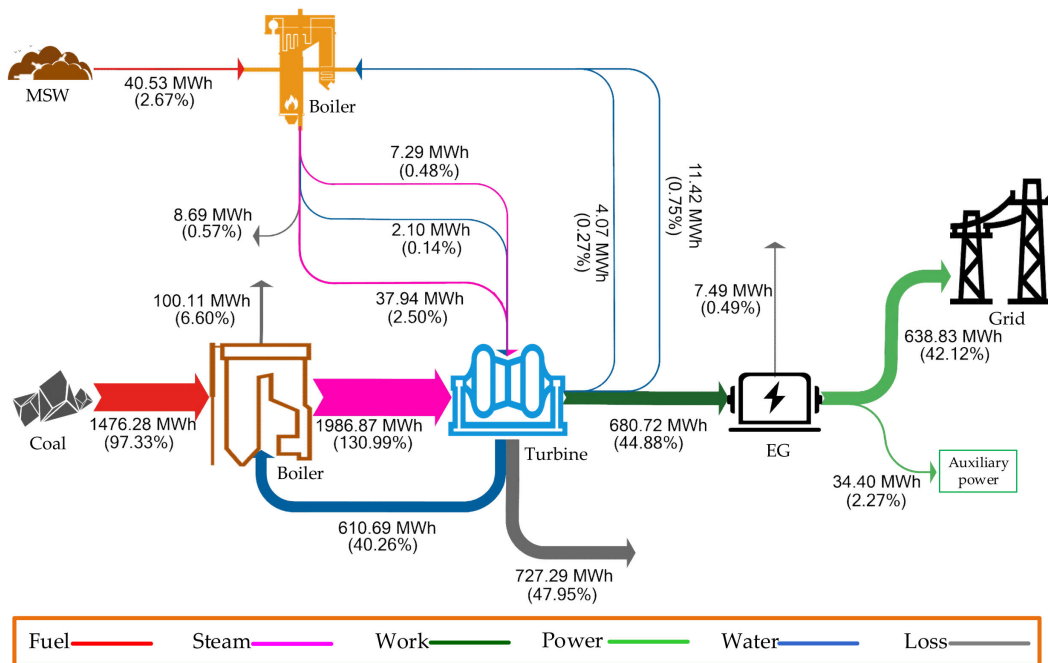 MSW
40.53 MWh
(2.67%)
Boiler
7.29 MWh
(0.48%)
8.69 MWh
(0.57%)
2.10 MWh
(0.14%)
37.94 MWh
(2.50%)
4.07 MWh
(0.27%)
11.42 MWh
(0.75%)
100.11 MWh
(6.60%)
7.49 MWh
(0.49%)
Grid
638.83 MWh
(42.12%)
Coal
1476.28 MWh
(97.33%)
Boiler
1986.87 MWh
(130.99%)
Turbine
680.72 MWh
(44.88%)
EG
34.40 MWh
(2.27%)
Auxiliary
power
610.69 MWh
(40.26%)
727.29 MWh
(47.95%)
Fuel
Steam
Work
Power
Water
Loss